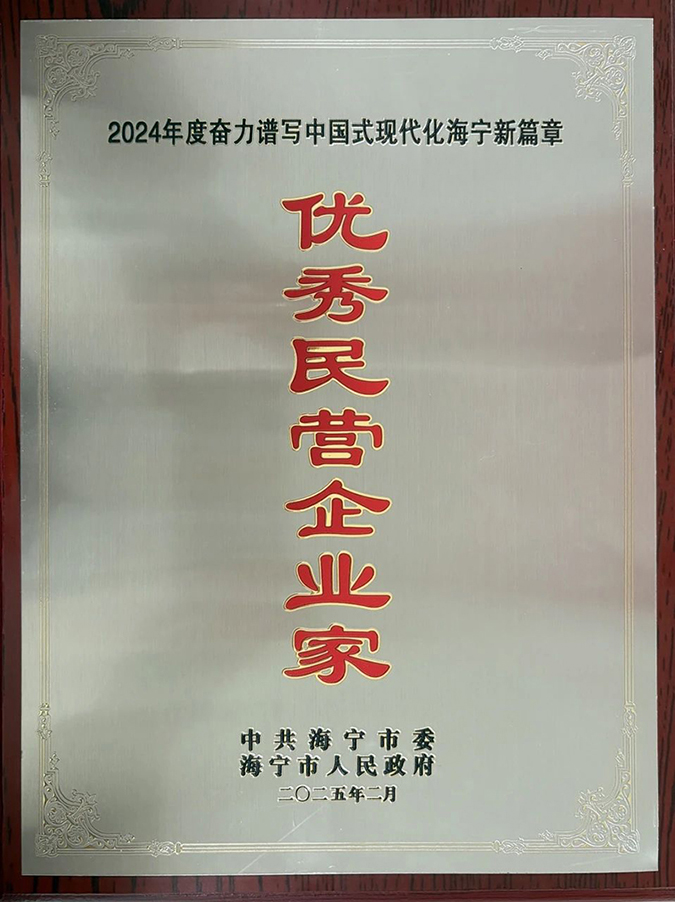 2024年度奋力谱写中国式现代化海宁新篇章
优秀民营企业家
中共海宁市委
海宁市人民政府
二〇二五年二月